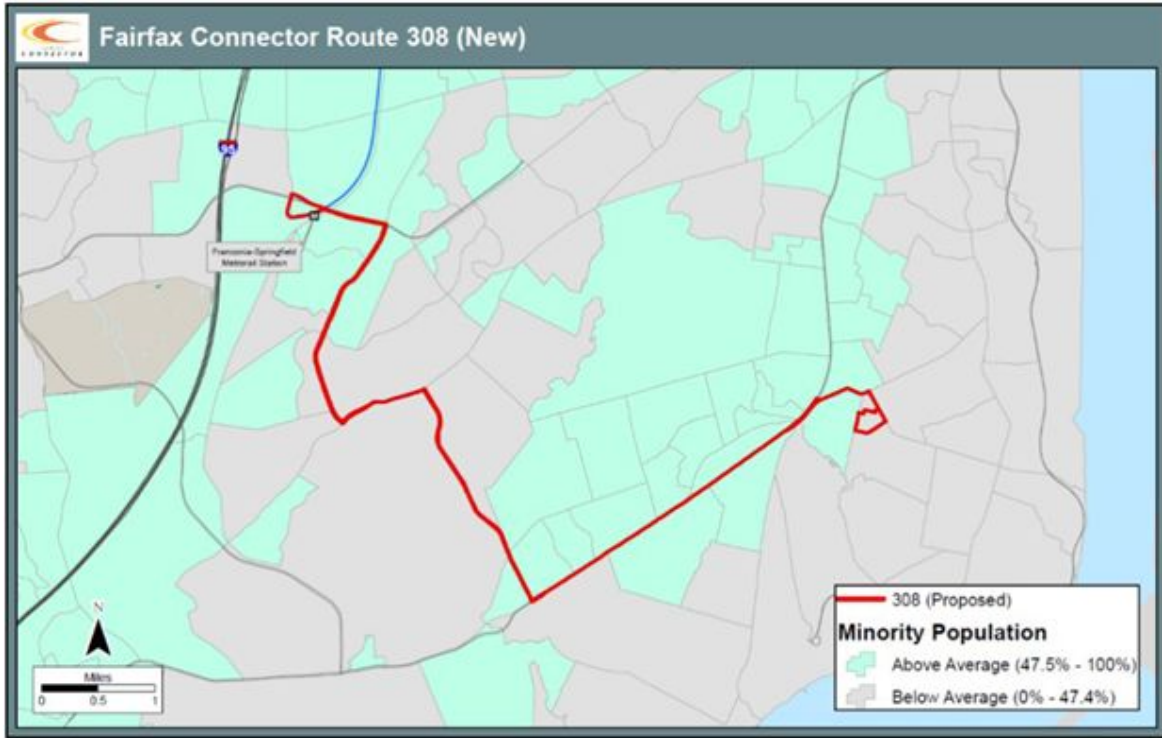 CONNECTOR
Fairfax Connector Route 308 (New)
95
Franconia-Springfield
Metrorail Station
N
Miles
0 0.5 1
308 (Proposed)
Minority Population
Above Average (47.5% - 100%)
Below Average (0% - 47.4%)